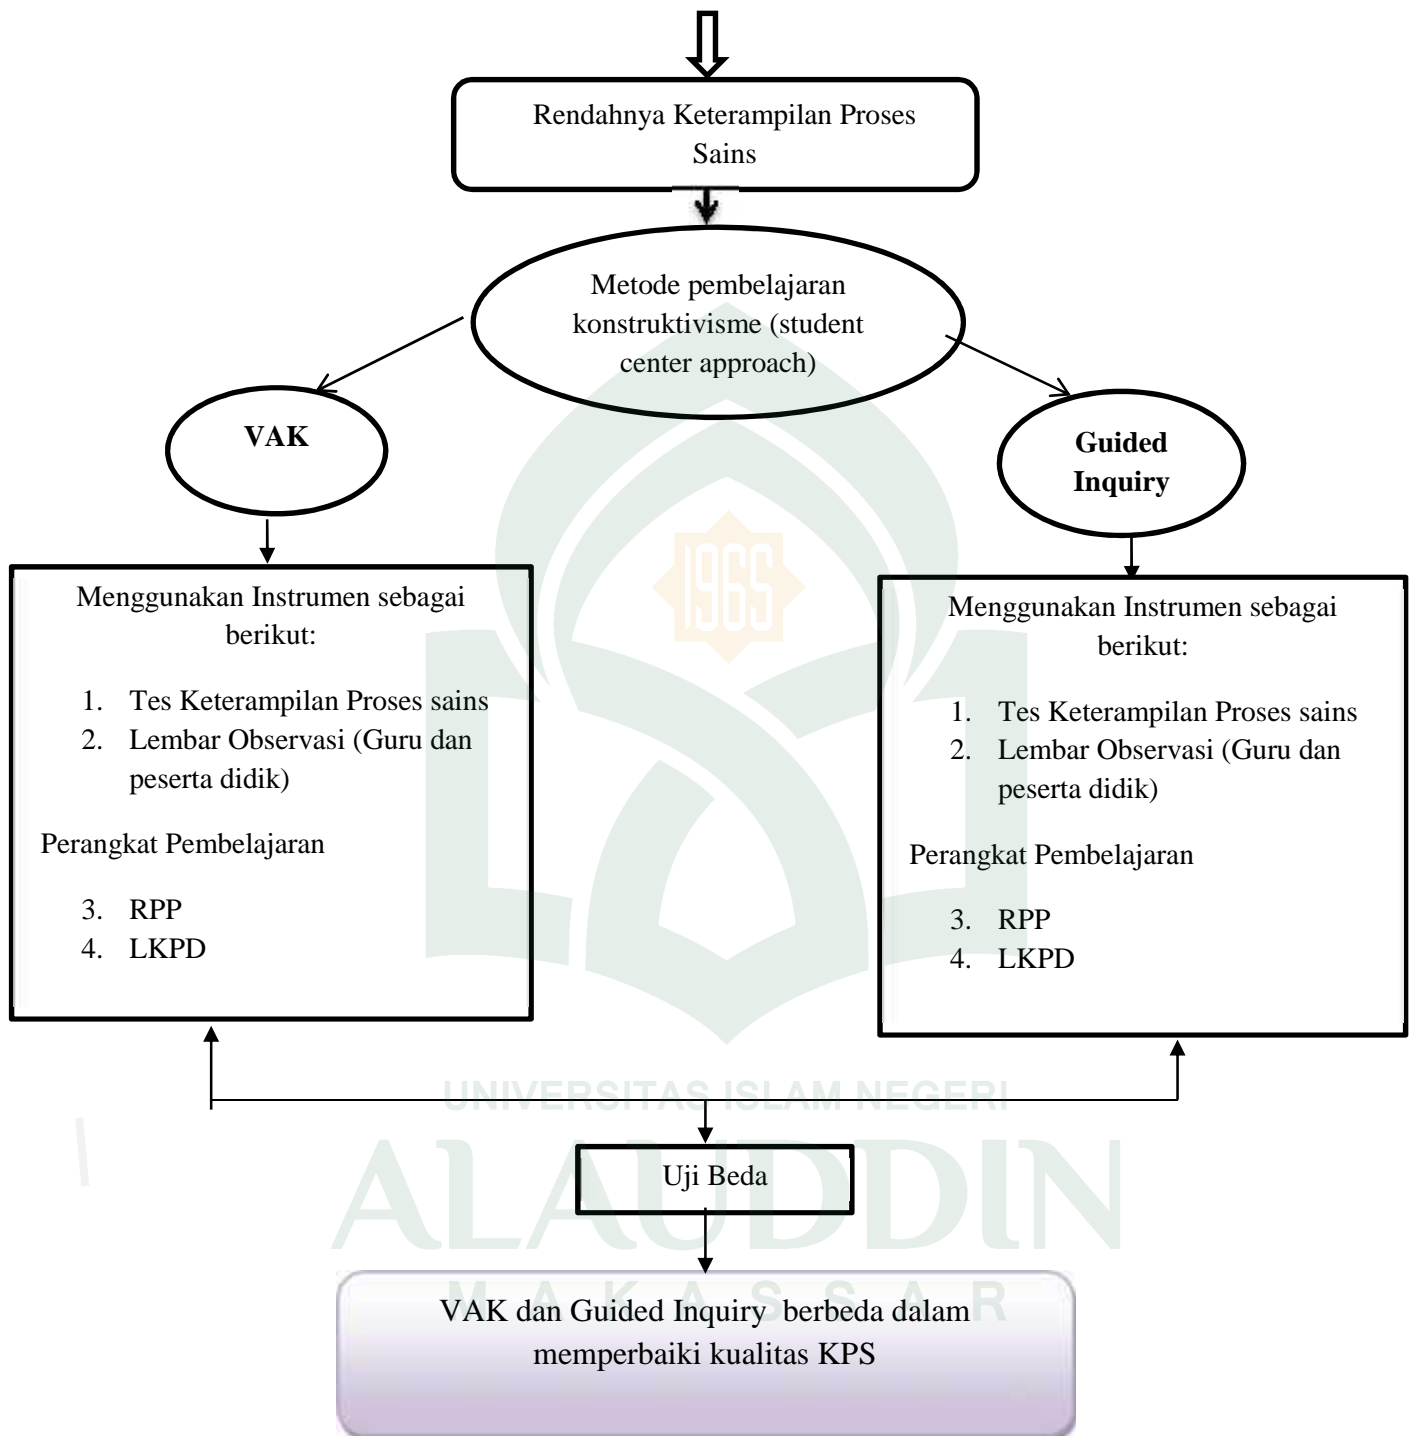 Rendahnya Keterampilan Proses
Sains
Metode pembelajaran
konstruktivisme (student
center approach)
VAK
Guided
Inquiry
Menggunakan Instrumen sebagai
berikut:
1. Tes Keterampilan Proses sains
2. Lembar Observasi (Guru dan
peserta didik)
Perangkat Pembelajaran
3. RPP
4. LKPD
Menggunakan Instrumen sebagai
berikut:
1. Tes Keterampilan Proses sains
2. Lembar Observasi (Guru dan
peserta didik)
Perangkat Pembelajaran
3. RPP
4. LKPD
1965
UNIVERSITAS ISLAM NEGERI
ALAUDDIN
MAKASSAR
Uji Beda
VAK dan Guided Inquiry berbeda dalam
memperbaiki kualitas KPS